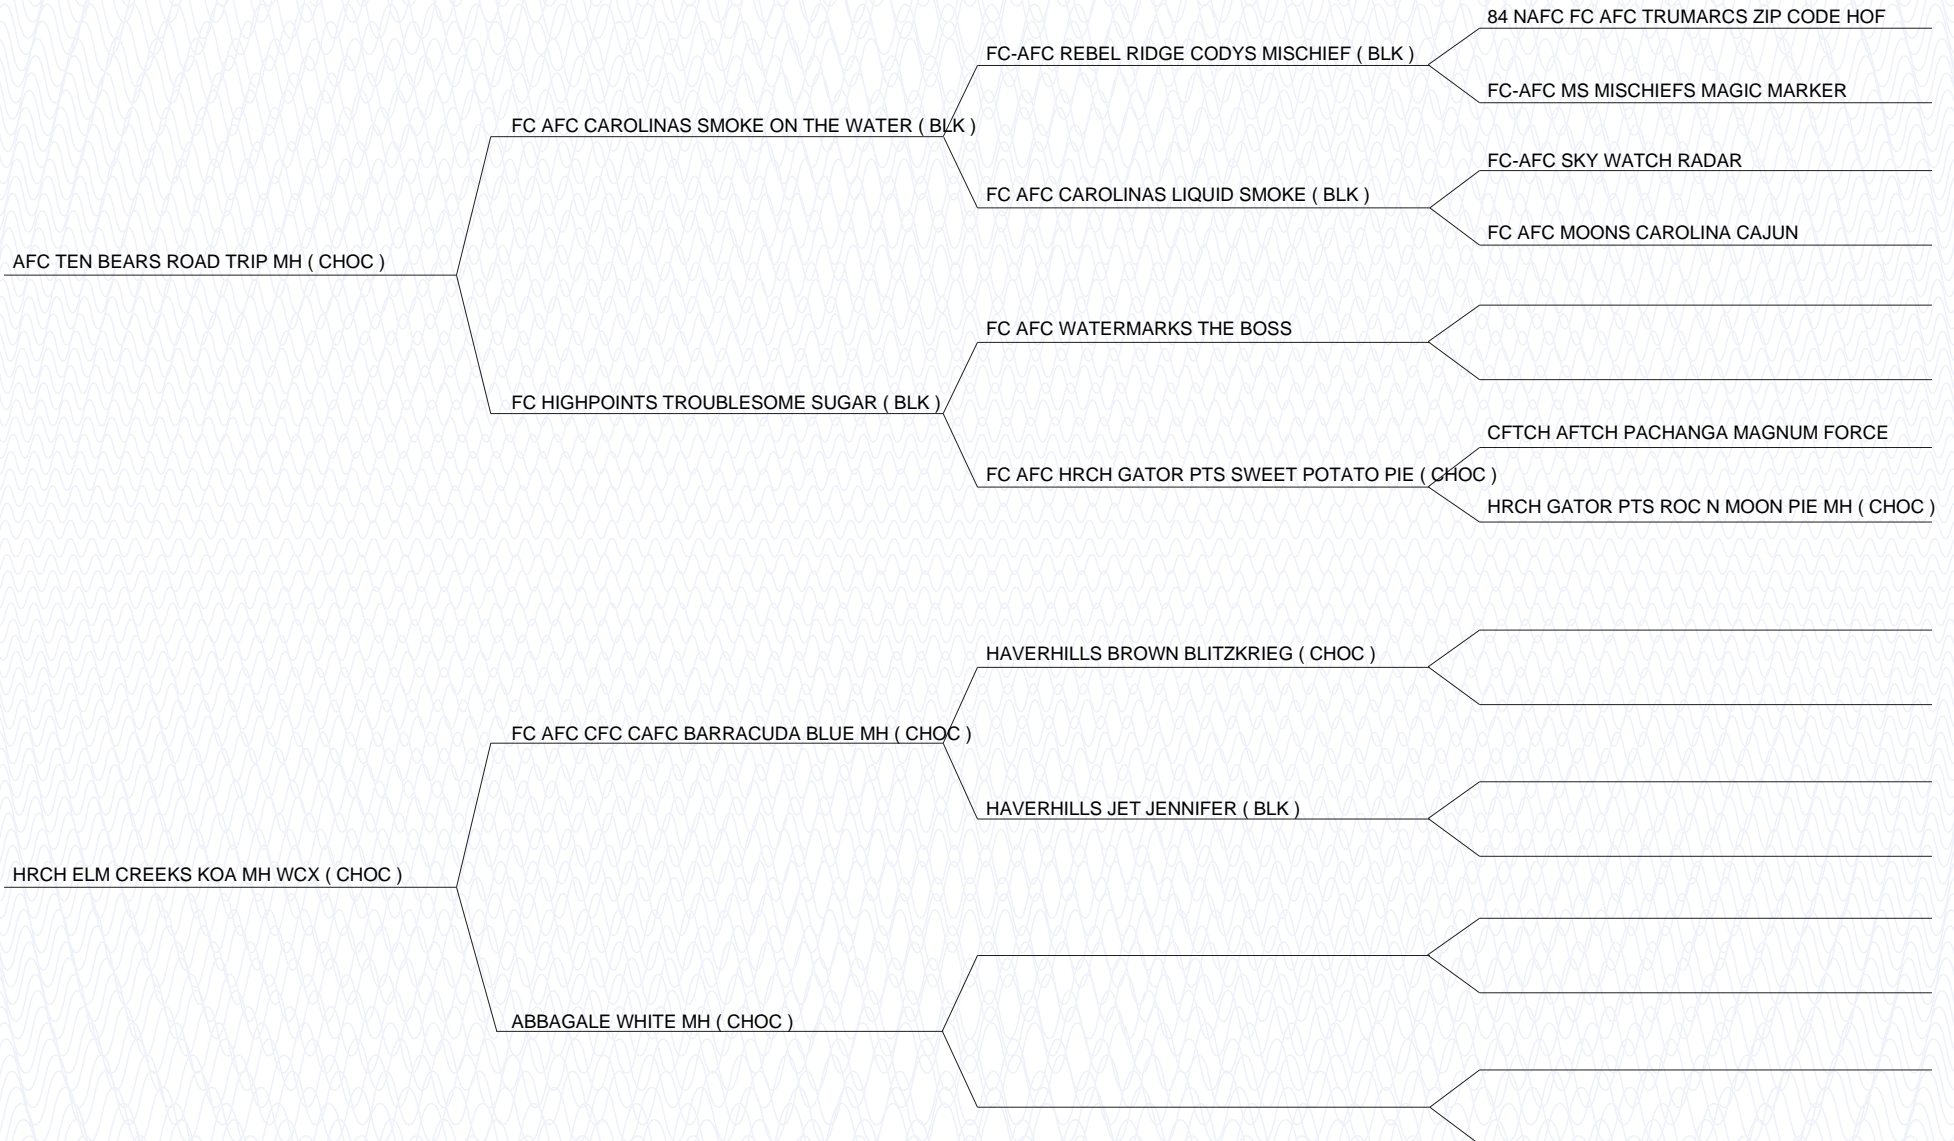 84 NAFC FC AFC TRUMARCS ZIP CODE HOF
FC-AFC REBEL RIDGE CODYS MISCHIEF ( BLK )
FC-AFC MS MISCHIEFS MAGIC MARKER
FC AFC CAROLINAS SMOKE ON THE WATER ( BLK )
FC-AFC SKY WATCH RADAR
FC AFC CAROLINAS LIQUID SMOKE ( BLK )
FC AFC MOONS CAROLINA CAJUN
AFC TEN BEARS ROAD TRIP MH ( CHOC )
FC AFC WATERMARKS THE BOSS
FC HIGHPOINTS TROUBLESOME SUGAR ( BLK )
CFTCH AFTCH PACHANGA MAGNUM FORCE
FC AFC HRCH GATOR PTS SWEET POTATO PIE ( CHOC )
HRCH GATOR PTS ROC N MOON PIE MH ( CHOC )
HAVERHILLS BROWN BLITZKRIEG ( CHOC )
FC AFC CFC CAFC BARRACUDA BLUE MH ( CHOC )
HAVERHILLS JET JENNIFER ( BLK )
HRCH ELM CREEKS KOA MH WCX ( CHOC )
ABBAGALE WHITE MH ( CHOC )